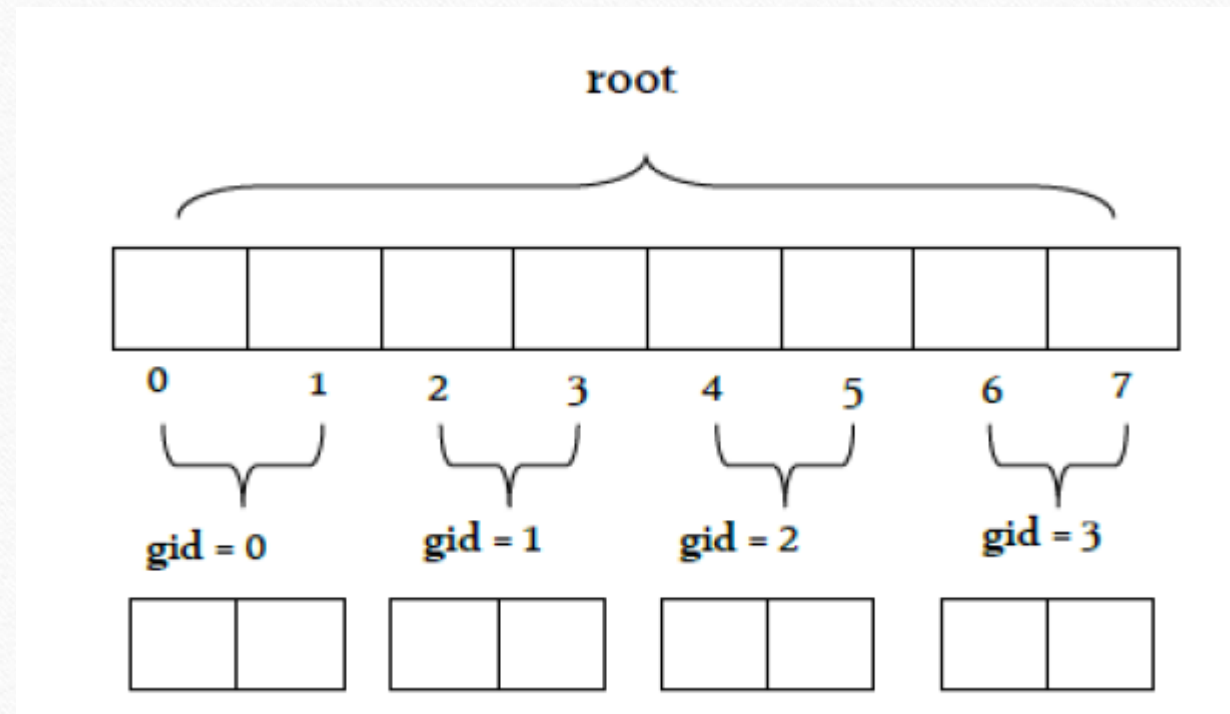 root
0 1 2 3 4 5 6 7
gid = 0 gid = 1 gid = 2 gid = 3